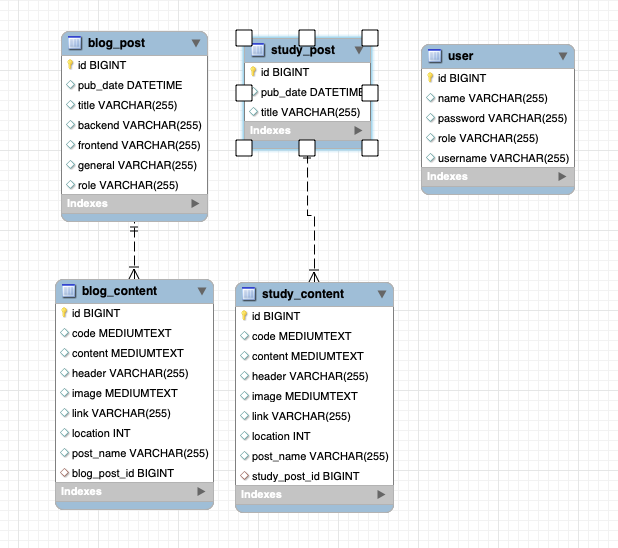 blog_post
id BIGINT
pub_date DATETIME
title VARCHAR(255)
backend VARCHAR(255)
frontend VARCHAR(255)
general VARCHAR(255)
role VARCHAR(255)
Indexes
study_post
id BIGINT
pub_date DATETIME
title VARCHAR(255)
Indexes
user
id BIGINT
name VARCHAR(255)
password VARCHAR(255)
role VARCHAR(255)
username VARCHAR(255)
Indexes
blog_content
id BIGINT
code MEDIUMTEXT
content MEDIUMTEXT
header VARCHAR(255)
image MEDIUMTEXT
link VARCHAR(255)
location INT
post_name VARCHAR(255)
blog_post_id BIGINT
Indexes
study_content
id BIGINT
code MEDIUMTEXT
content MEDIUMTEXT
header VARCHAR(255)
image MEDIUMTEXT
link VARCHAR(255)
location INT
post_name VARCHAR(255)
study_post_id BIGINT
Indexes